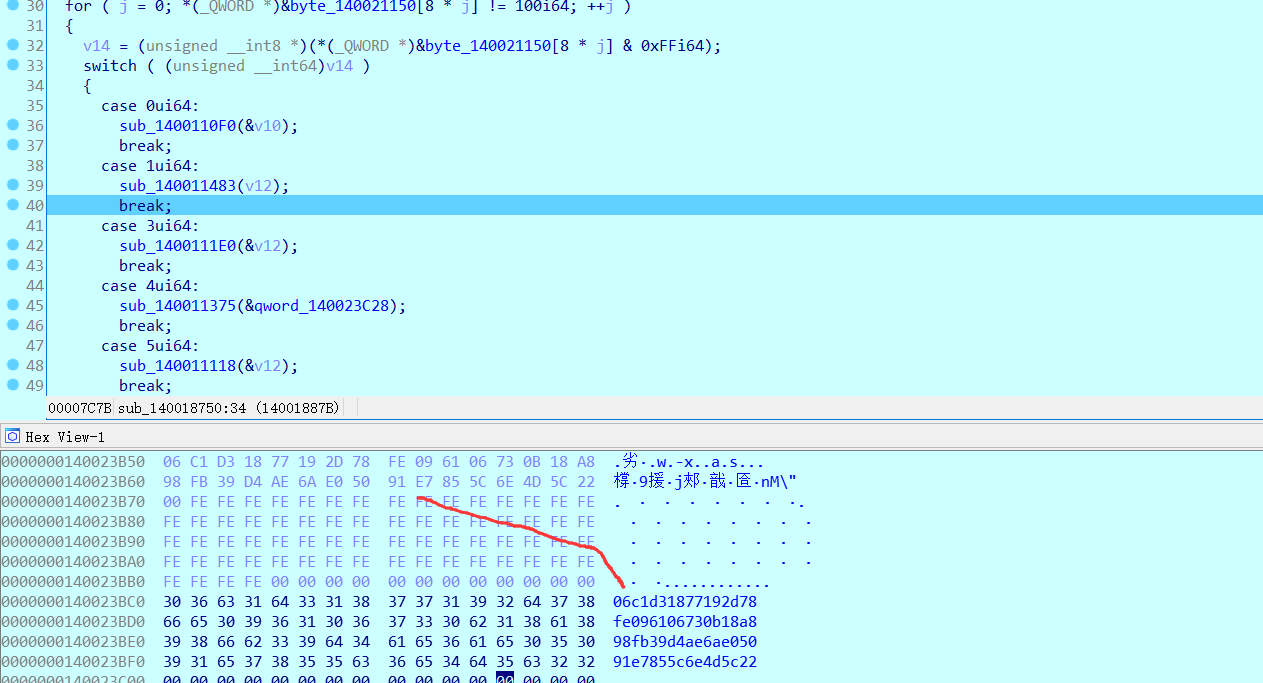 30 for ( j = 0; *(_QWORD *)&byte_140021150[8 * j] != 100i64; ++j )
31 {
32 v14 = (unsigned __int8 *)(*(_QWORD *)&byte_140021150[8 * j] & 0xFFi64);
33 switch ( (unsigned __int64)v14 )
34 {
35 case 0ui64:
36 sub_1400110F0(&v10);
37 break;
38 case 1ui64:
39 sub_140011483(v12);
40 break;
41 case 3ui64:
42 sub_1400111E0(&v12);
43 break;
44 case 4ui64:
45 sub_140011375(&qword_140023C28);
46 break;
47 case 5ui64:
48 sub_140011118(&v12);
49 break;
00007C7B sub_140018750:34 (14001887B)
Hex View-1
0000000140023B50 06 C1 D3 18 77 19 2D 78 FE 09 61 06 73 0B 18 A8 .劣..w.-x..a.s...
0000000140023B60 98 FB 39 D4 AE 6A E0 50 91 E7 85 5C 6E 4D 5C 22 nM\"
0000000140023B70 00 FE FE FE FE FE FE FE FE FE FE FE FE FE FE FE . . . . . . . .
0000000140023B80 FE FE FE FE FE FE FE FE FE FE FE FE FE FE FE FE . . . . . . . .
0000000140023B90 FE FE FE FE FE FE FE FE FE FE FE FE FE FE FE FE . . . . . . . .
0000000140023BA0 FE FE FE FE FE FE FE FE FE FE FE FE FE FE FE FE . . . . . . . .
0000000140023BB0 FE FE FE FE 00 00 00 00 00 00 00 00 00 00 00 00 . .............
0000000140023BC0 30 36 63 31 64 33 31 38 37 37 31 39 32 64 37 38 06c1d31877192d78
0000000140023BD0 66 65 30 39 36 31 30 36 37 33 30 62 31 38 61 38 fe096106730b18a8
0000000140023BE0 39 38 66 62 33 39 64 34 61 65 36 61 65 30 35 30 98fb39d4ae6ae050
0000000140023BF0 39 31 65 37 38 35 35 63 36 65 34 64 35 63 32 32 91e7855c6e4d5c22
0000000140023C00 00 00 00 00 00 00 00 00 00 00 00 00 00 00 00 00